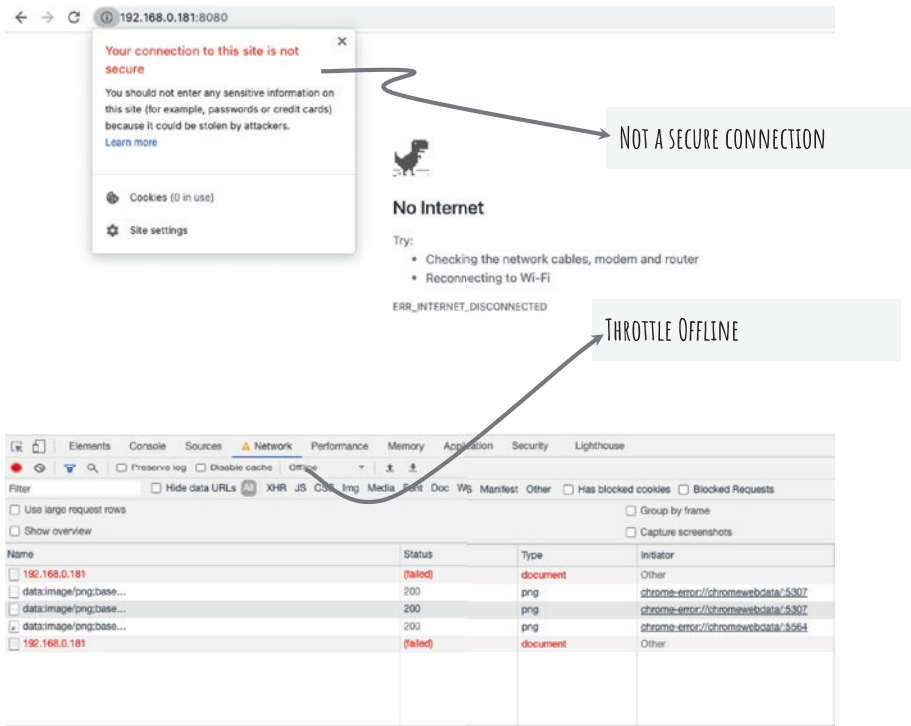 192.168.0.181:8080
Your connection to this site is not
secure
You should not enter any sensitive information on
this site (for example, passwords or credit cards)
because it could be stolen by attackers.
Learn more
Cookies (0 in use)
Site settings
Not a secure connection
No Internet
Try:
• Checking the network cables, modem and router
• Reconnecting to Wi-Fi
ERR_INTERNET_DISCONNECTED
Throttle Offline
Elements Console Sources Network Performance Memory Application Security Lighthouse
Preserve log Disable cache Offline
Filter Hide data URLs All XHR JS CSS Img Media Font Doc WS Manifest Other Has blocked cookies Blocked Requests
Use large request rows Group by frame
Show overview Capture screenshots
Name Status Type Initiator
192.168.0.181 (failed) document Other
data:image/png;base... 200 png chrome-error://chromewebdata/:5307
data:image/png;base... 200 png chrome-error://chromewebdata/:5307
data:image/png;base... 200 png chrome-error://chromewebdata/:5564
192.168.0.181 (failed) document Other